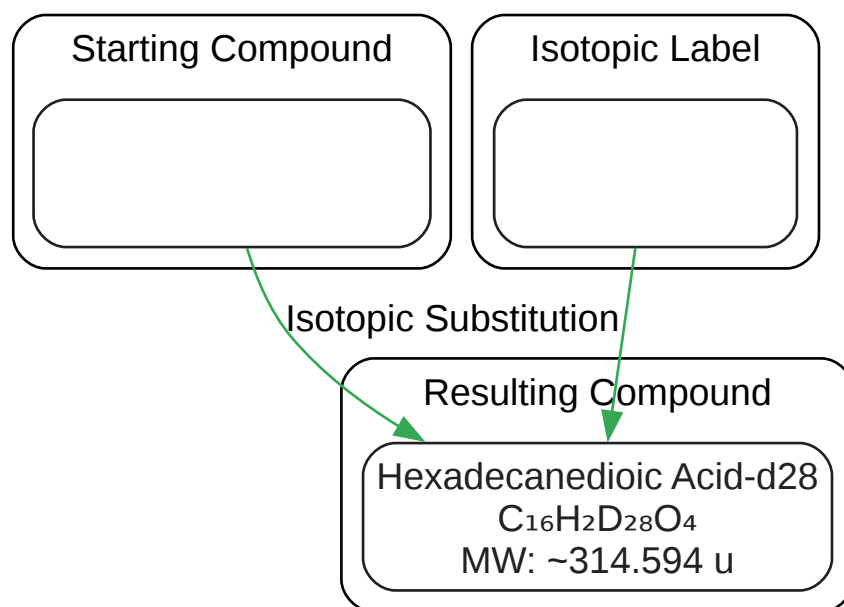 Starting Compound
Isotopic Label
Isotopic Substitution
Resulting Compound
Hexadecanedioic Acid-d28
C₁₆H₂D₂₈O₄
MW: ~314.594 u